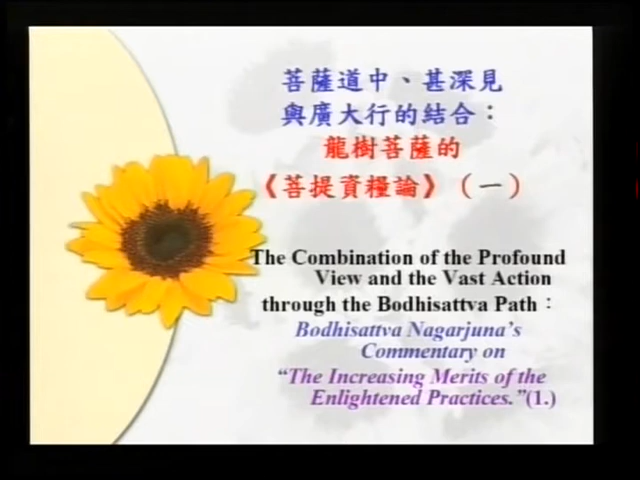 菩薩道中、甚深見
與廣大行的結合：
龍樹菩薩的
《菩提資糧論》（一）
The Combination of the Profound
View and the Vast Action
through the Bodhisattva Path：
Bodhisattva Nagarjuna’s
Commentary on
“The Increasing Merits of the
Enlightened Practices.”(1.)